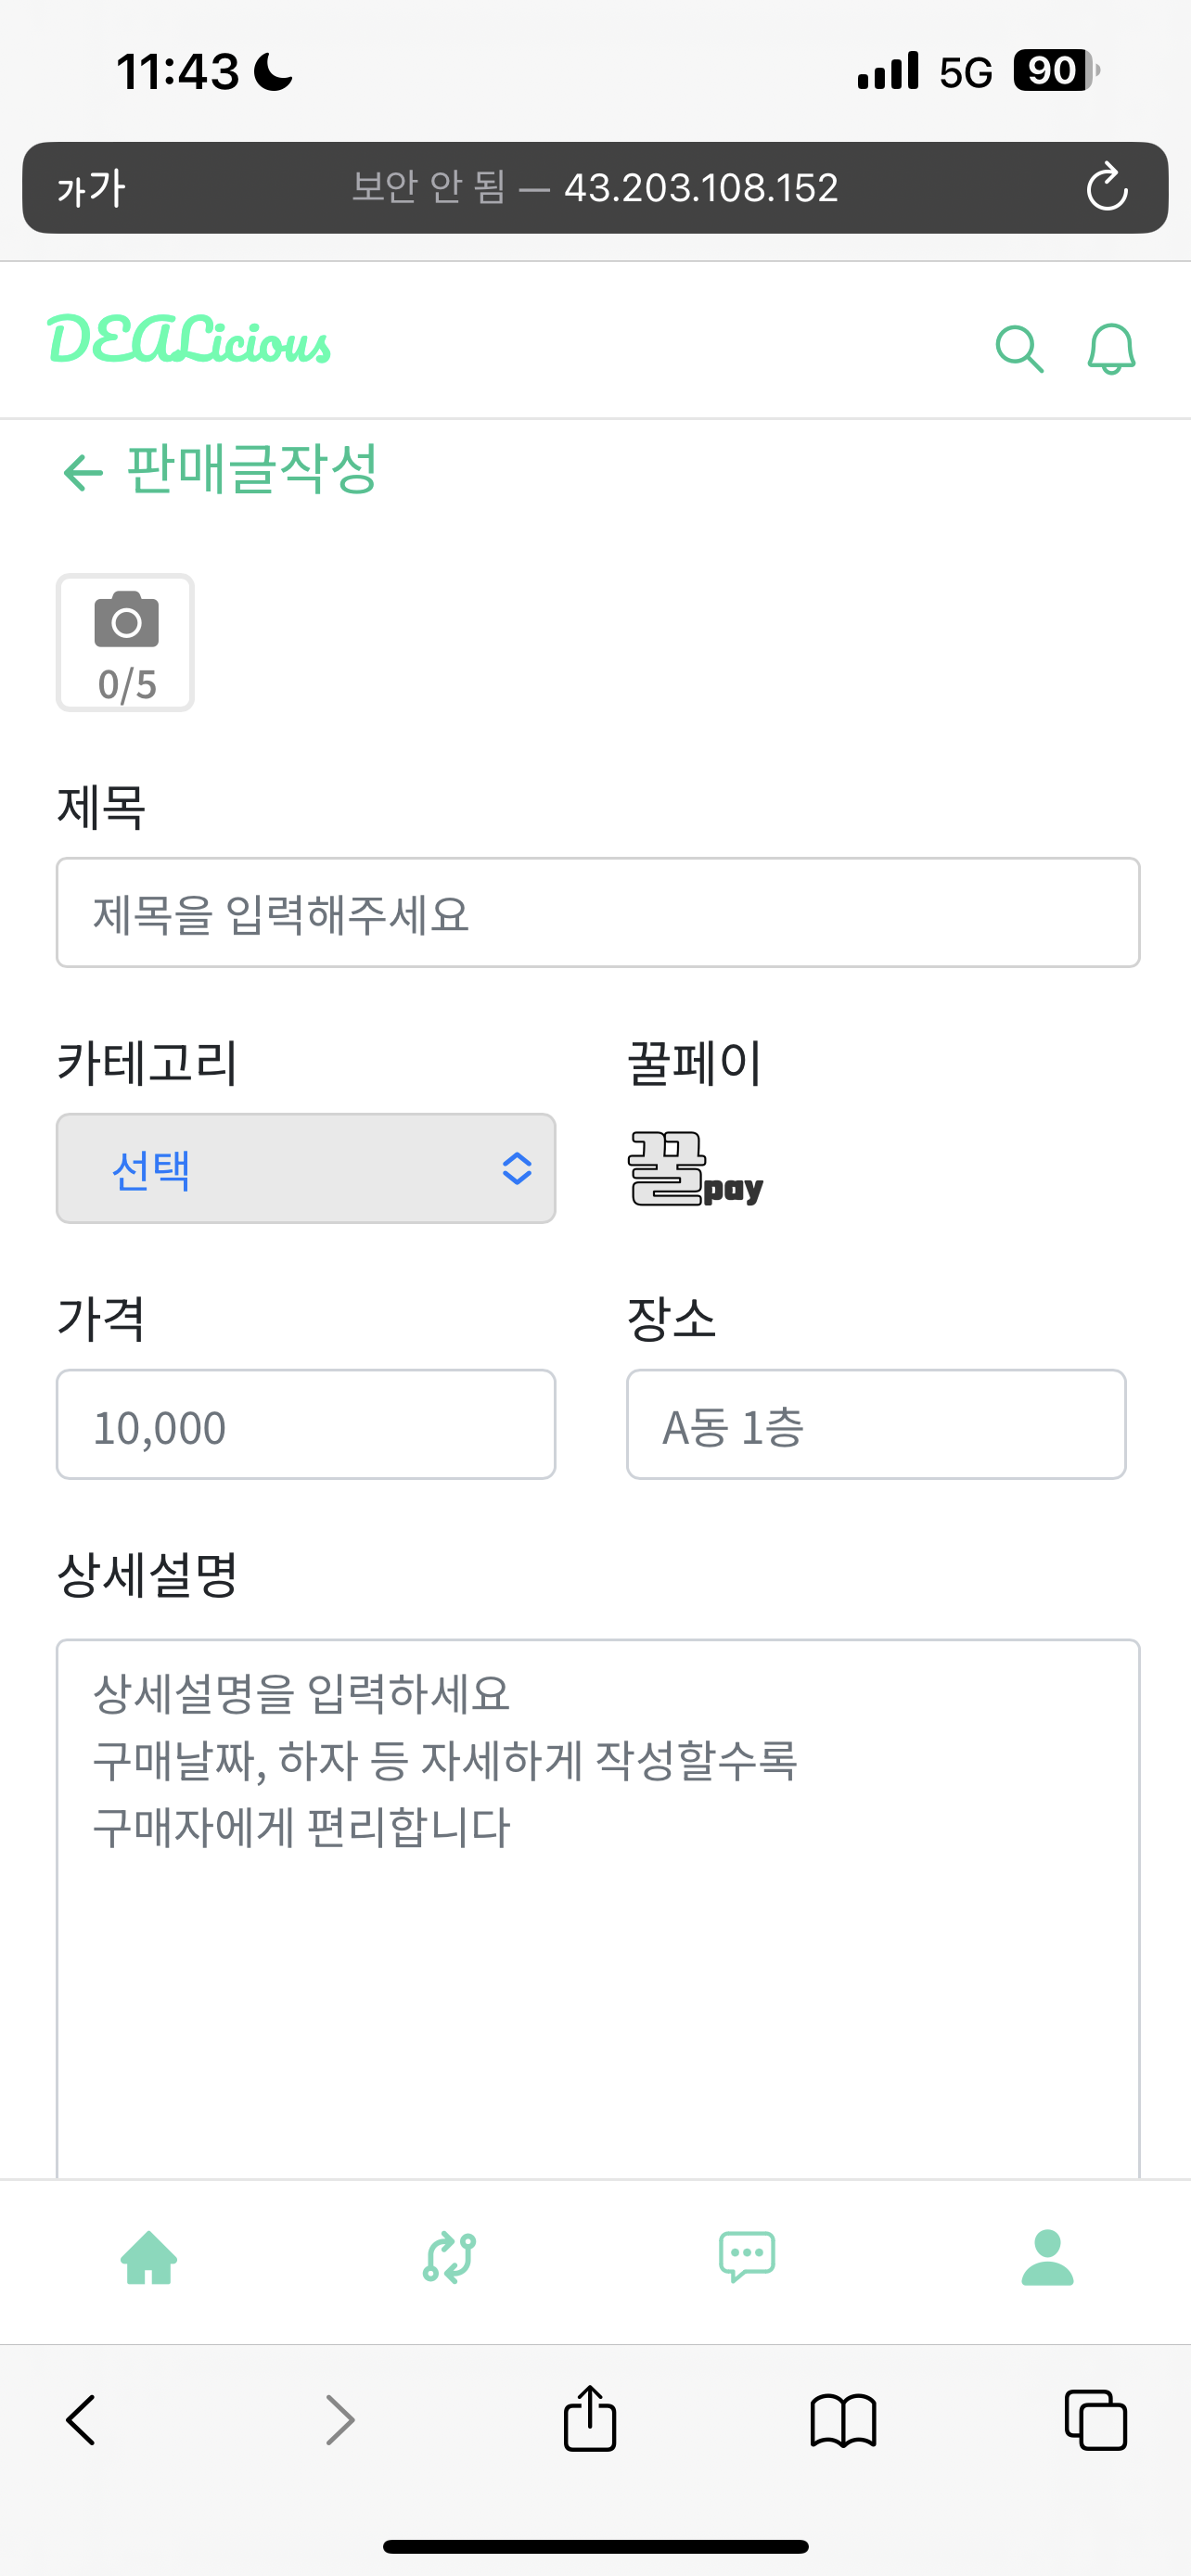 11:43 5G 90
가가 보안 안 됨 — 43.203.108.152
DEALicious
판매글작성
0/5
제목
제목을 입력해주세요
카테고리 꿀페이
선택 꿀pay
가격 장소
10,000 A동 1층
상세설명
상세설명을 입력하세요
구매날짜, 하자 등 자세하게 작성할수록
구매자에게 편리합니다